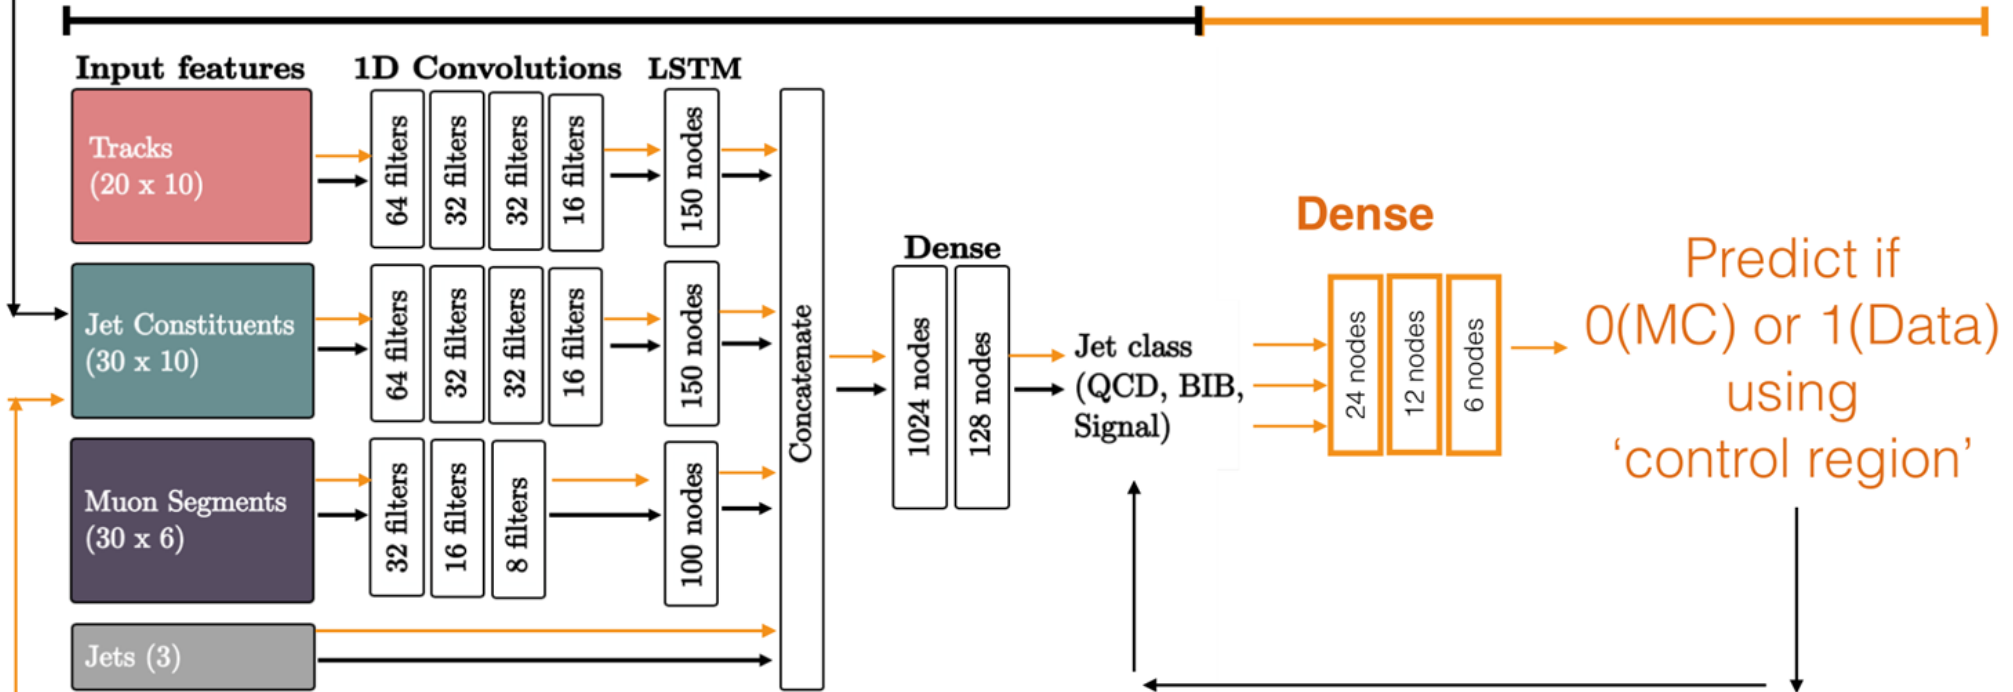 Input features
1D Convolutions
LSTM
Tracks
(20 x 10)
64 filters
32 filters
32 filters
16 filters
150 nodes
Jet Constituents
(30 x 10)
64 filters
32 filters
32 filters
16 filters
150 nodes
Muon Segments
(30 x 6)
32 filters
16 filters
8 filters
100 nodes
Jets (3)
Concatenate
Dense
1024 nodes
128 nodes
Jet class
(QCD, BIB,
Signal)
Dense
24 nodes
12 nodes
6 nodes
Predict if
0(MC) or 1(Data)
using
‘control region’